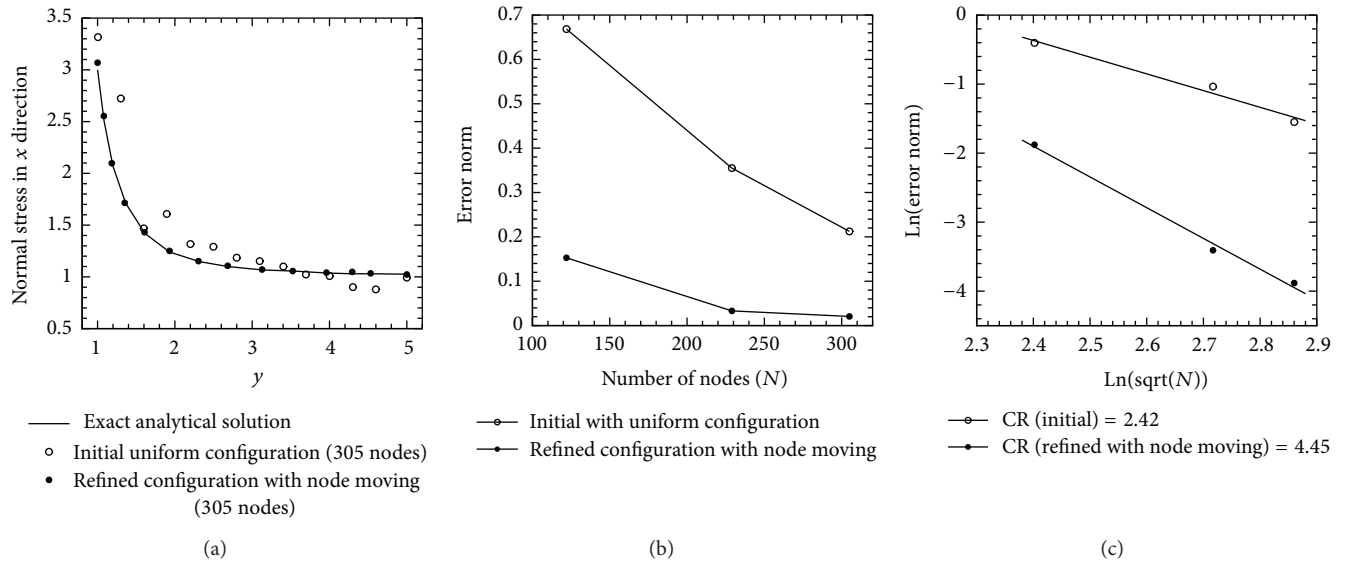 3.5
3
2.5
2
1.5
1
0.5
Normal stress in x direction
1 2 3 4 5
y
Exact analytical solution
Initial uniform configuration (305 nodes)
Refined configuration with node moving
(305 nodes)
(a)
0.7
0.6
0.5
0.4
0.3
0.2
0.1
0
Error norm
100 150 200 250 300
Number of nodes (N)
Initial with uniform configuration
Refined configuration with node moving
(b)
0
−1
−2
−3
−4
Ln(error norm)
2.3 2.4 2.5 2.6 2.7 2.8 2.9
Ln(sqrt(N))
CR (initial) = 2.42
CR (refined with node moving) = 4.45
(c)